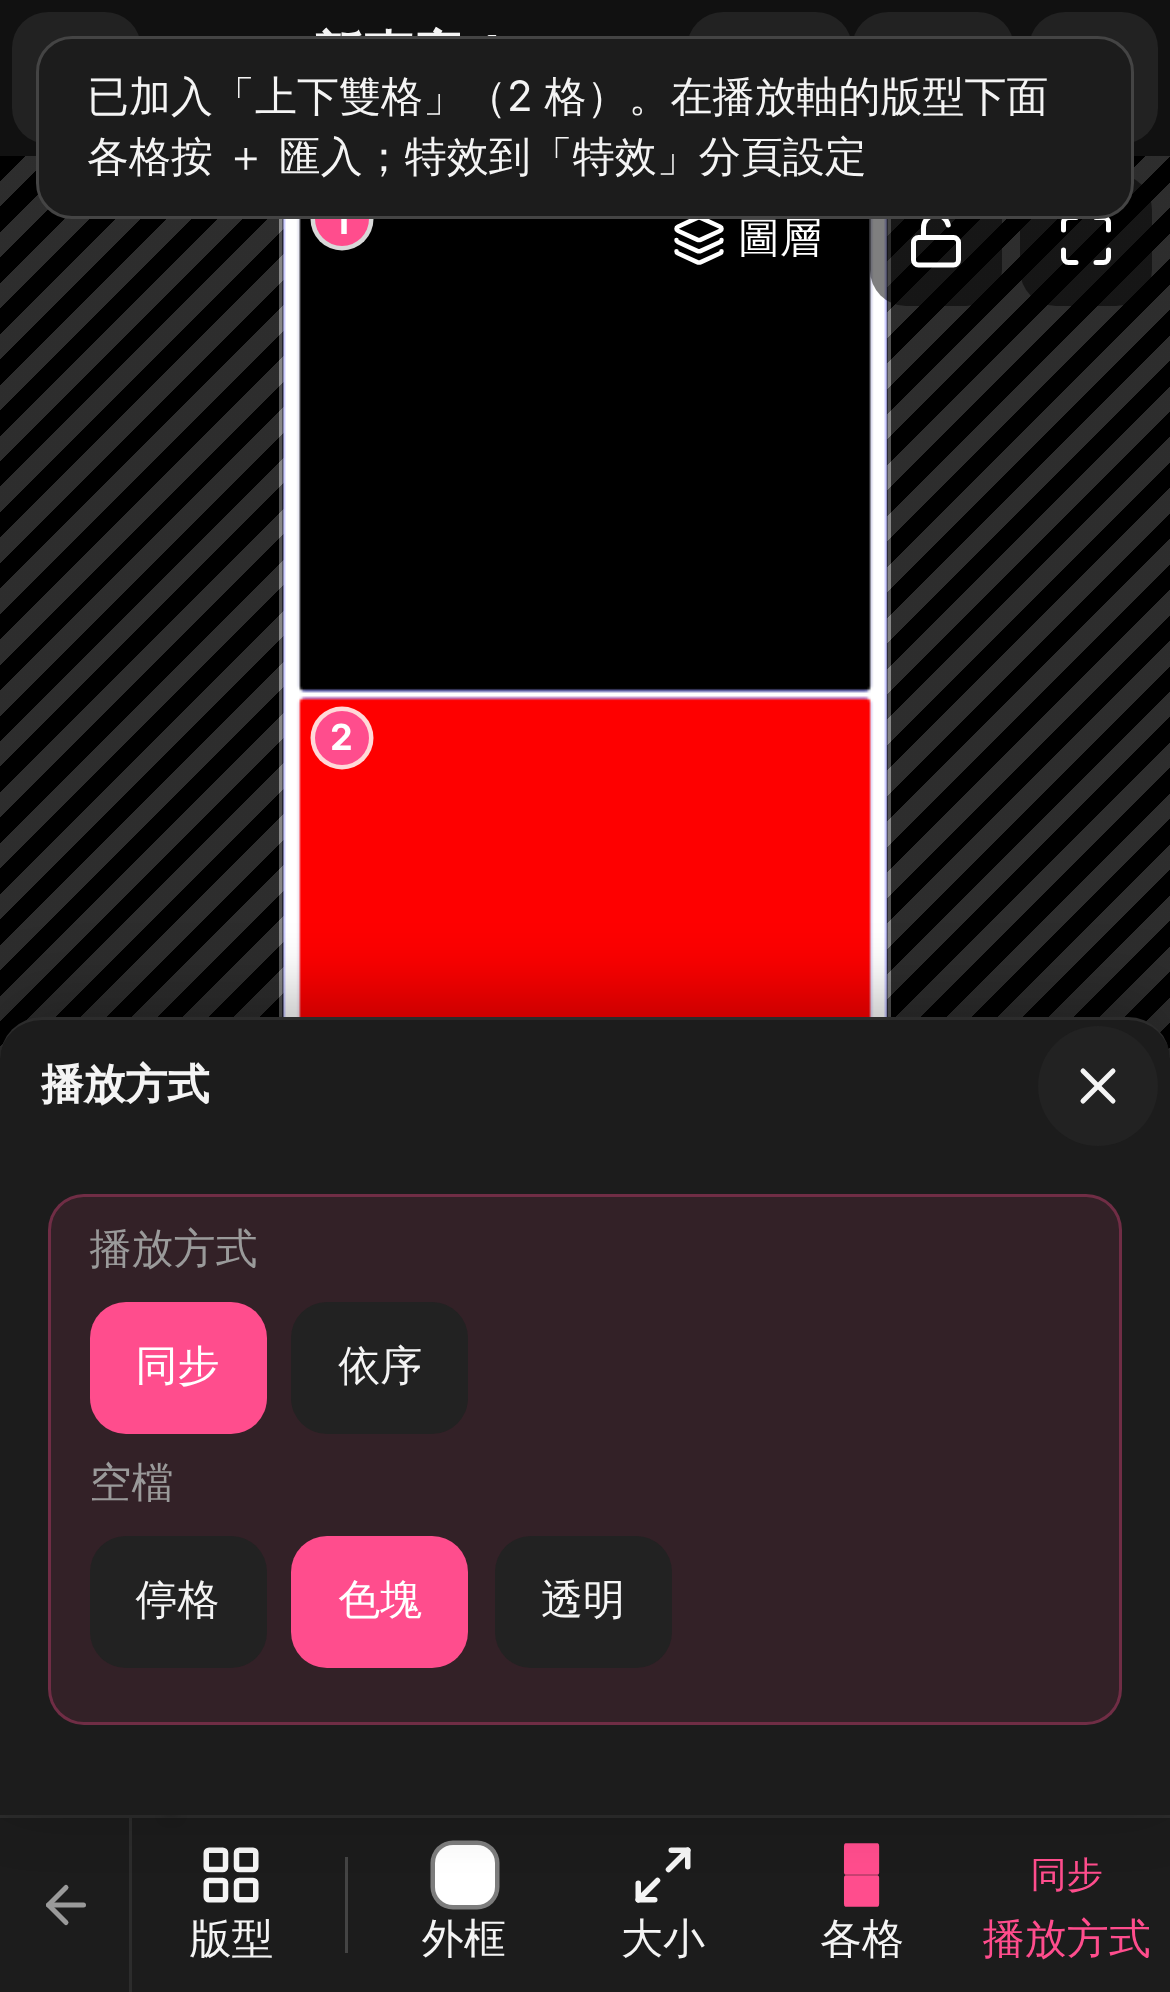 已加入「上下雙格」（2 格）。在播放軸的版型下面
各格按 ＋ 匯入；特效到「特效」分頁設定
1
圖層
2
播放方式
播放方式
同步
依序
空檔
停格
色塊
透明
同步
版型
外框
大小
各格
播放方式